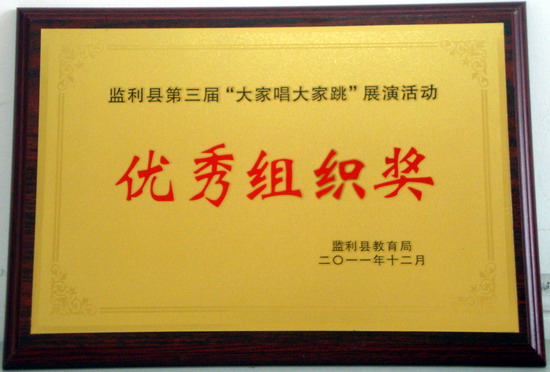 监利县第三届“大家唱大家跳”展演活动
优秀组织奖
监利县教育局
二〇一一年十二月